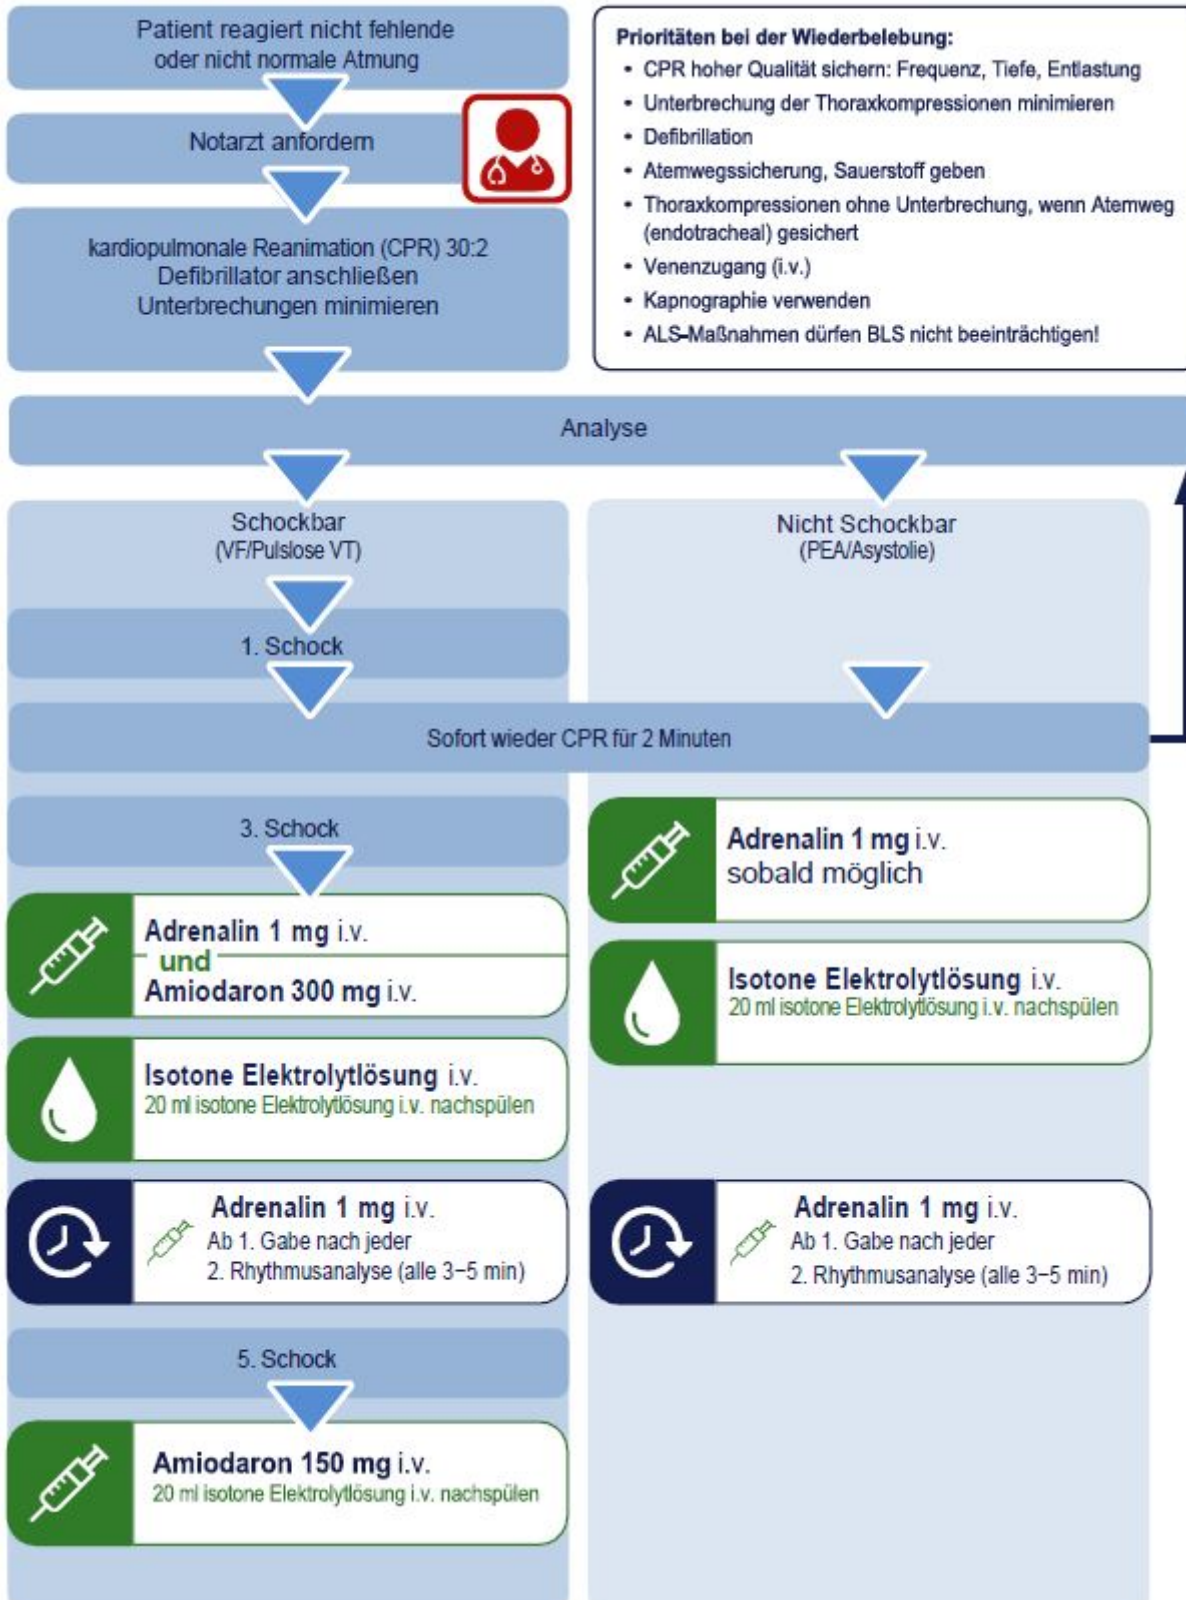 Patient reagiert nicht fehlende
oder nicht normale Atmung
Notarzt anfordern
kardiopulmonale Reanimation (CPR) 30:2
Defibrillator anschließen
Unterbrechungen minimieren
Prioritäten bei der Wiederbelebung:
• CPR hoher Qualität sichern: Frequenz, Tiefe, Entlastung
• Unterbrechung der Thoraxkompressionen minimieren
• Defibrillation
• Atemwegssicherung, Sauerstoff geben
• Thoraxkompressionen ohne Unterbrechung, wenn Atemweg
(endotracheal) gesichert
• Venenzugang (i.v.)
• Kapnographie verwenden
• ALS-Maßnahmen dürfen BLS nicht beeinträchtigen!
Analyse
Schockbar
(VF/Pulslose VT)
Nicht Schockbar
(PEA/Asystolie)
1. Schock
Sofort wieder CPR für 2 Minuten
3. Schock
Adrenalin 1 mg i.v.
und
Amiodaron 300 mg i.v.
Isotone Elektrolytlösung i.v.
20 ml isotone Elektrolytlösung i.v. nachspülen
Adrenalin 1 mg i.v.
Ab 1. Gabe nach jeder
2. Rhythmusanalyse (alle 3–5 min)
5. Schock
Amiodaron 150 mg i.v.
20 ml isotone Elektrolytlösung i.v. nachspülen
Adrenalin 1 mg i.v.
sobald möglich
Isotone Elektrolytlösung i.v.
20 ml isotone Elektrolytlösung i.v. nachspülen
Adrenalin 1 mg i.v.
Ab 1. Gabe nach jeder
2. Rhythmusanalyse (alle 3–5 min)